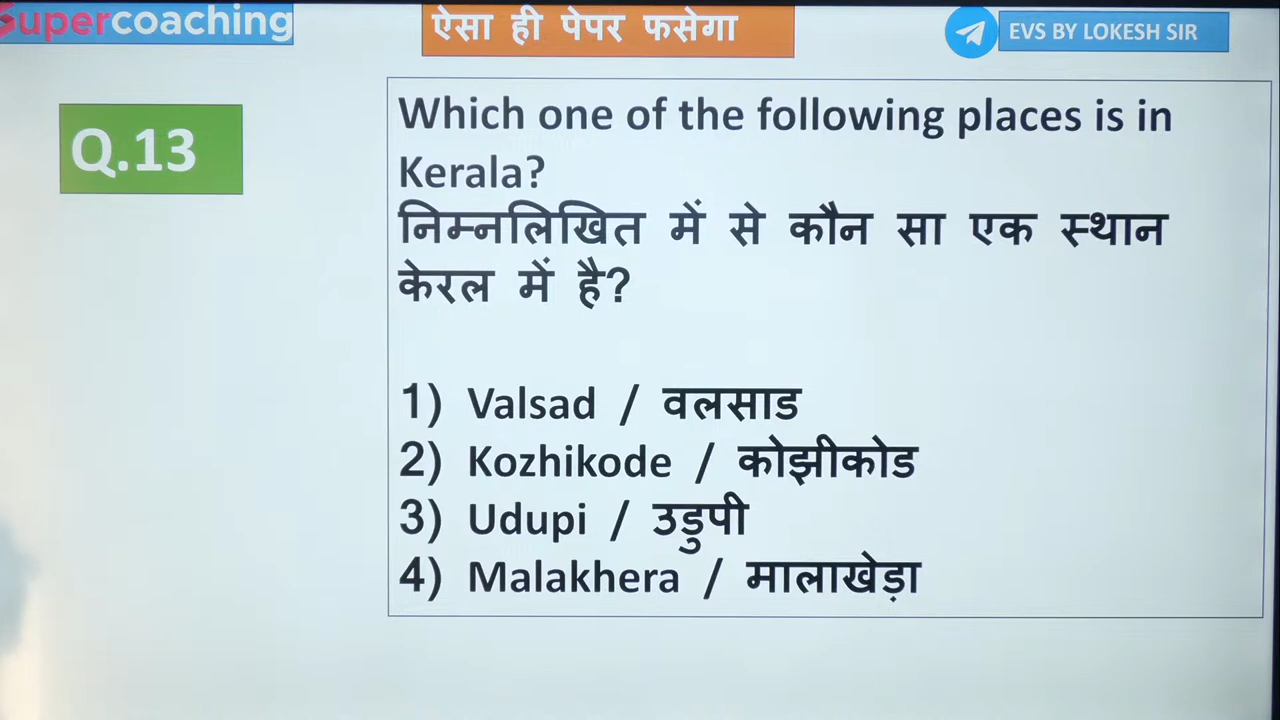 Supercoaching
ऐसा ही पेपर फसेगा
EVS BY LOKESH SIR
Q.13
Which one of the following places is in
Kerala?
निम्नलिखित में से कौन सा एक स्थान
केरल में है?
1) Valsad / वलसाड
2) Kozhikode / कोझीकोड
3) Udupi / उडुपी
4) Malakhera / मालाखेड़ा